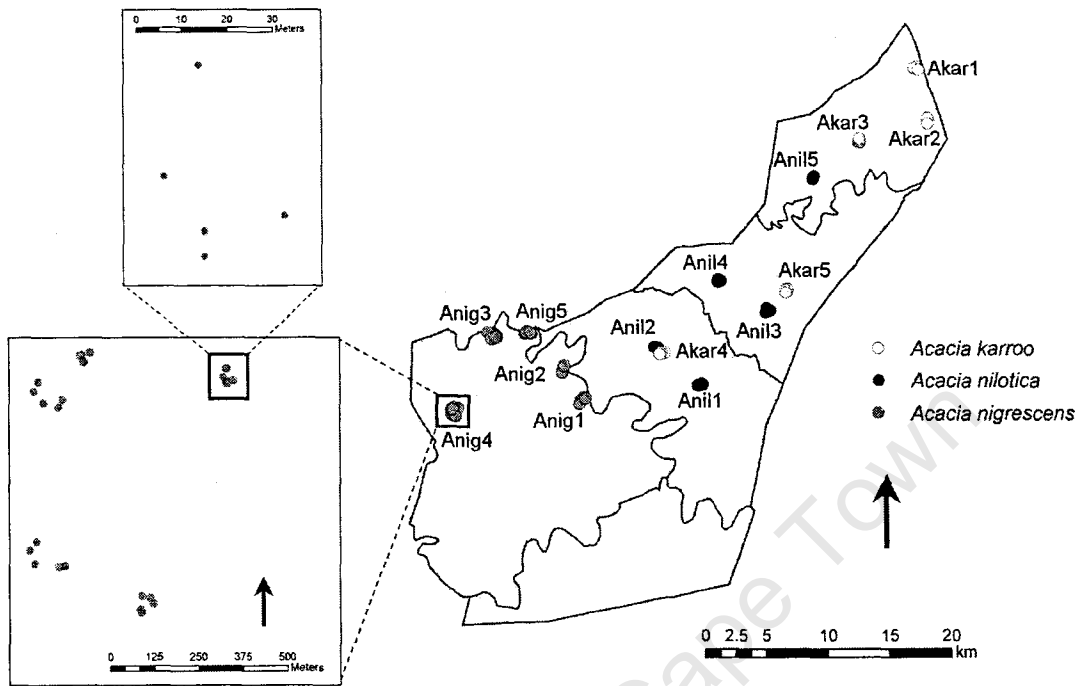 0 10 20 30
Meters
Akar1
Akar3
Akar2
Anil5
Anil4
Akar5
Anig3
Anig5
Anil2
Anil3
Akar4
Anig2
Anil1
Anig1
Anig4
Acacia karroo
Acacia nilotica
Acacia nigrescens
0 125 250 375 500
Meters
0 2.5 5 10 15 20
km
Cape Town